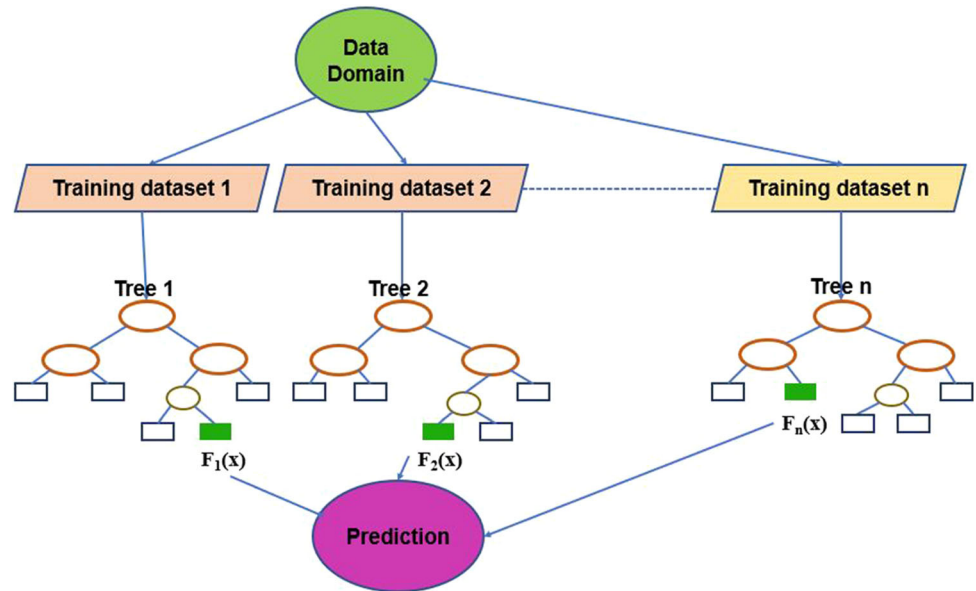 Data
Domain
Training dataset 1
Training dataset 2
Training dataset n
Tree 1
Tree 2
Tree n
F₁(x)
F₂(x)
Fₙ(x)
Prediction